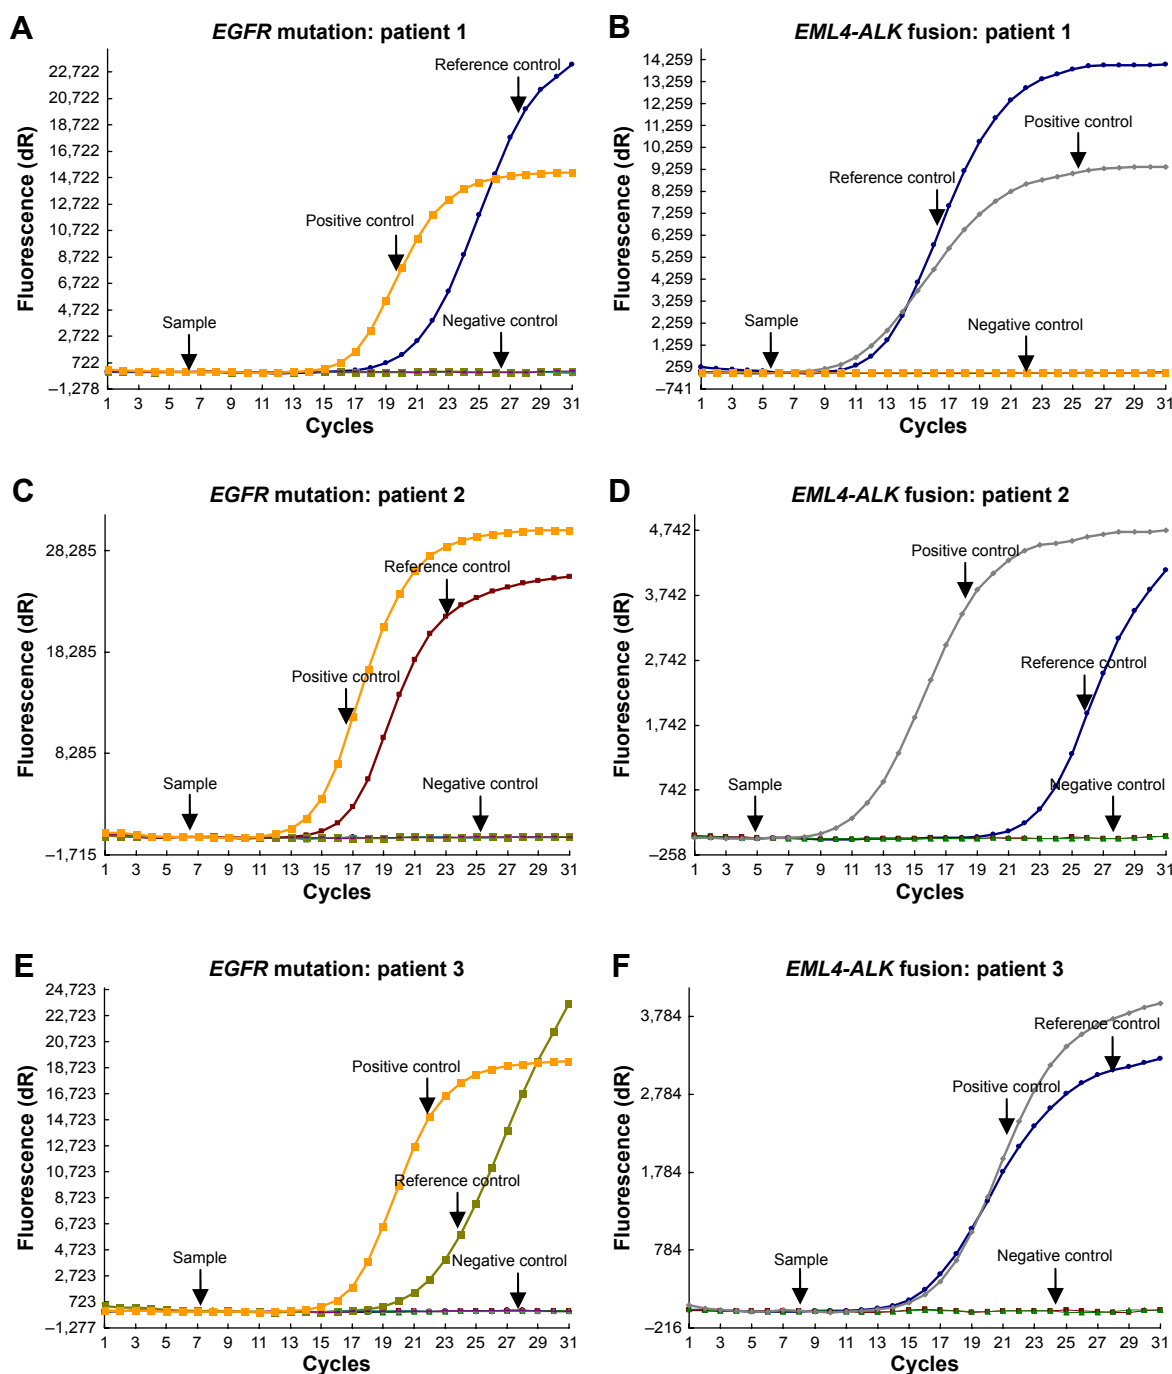 A
EGFR mutation: patient 1
Fluorescence (dR)
22,722
20,722
18,722
16,722
14,722
12,722
10,722
8,722
6,722
4,722
2,722
722
–1,278
Reference control
Positive control
Sample
Negative control
1 3 5 7 9 11 13 15 17 19 21 23 25 27 29 31
Cycles
B
EML4-ALK fusion: patient 1
Fluorescence (dR)
14,259
13,259
12,259
11,259
10,259
9,259
8,259
7,259
6,259
5,259
4,259
3,259
2,259
1,259
259
–741
Positive control
Reference control
Sample
Negative control
1 3 5 7 9 11 13 15 17 19 21 23 25 27 29 31
Cycles
C
EGFR mutation: patient 2
Fluorescence (dR)
28,285
18,285
8,285
–1,715
Reference control
Positive control
Sample
Negative control
1 3 5 7 9 11 13 15 17 19 21 23 25 27 29 31
Cycles
D
EML4-ALK fusion: patient 2
Fluorescence (dR)
4,742
3,742
2,742
1,742
742
–258
Positive control
Reference control
Sample
Negative control
1 3 5 7 9 11 13 15 17 19 21 23 25 27 29 31
Cycles
E
EGFR mutation: patient 3
Fluorescence (dR)
24,723
22,723
20,723
18,723
16,723
14,723
12,723
10,723
8,723
6,723
4,723
2,723
723
–1,277
Positive control
Reference control
Sample
Negative control
1 3 5 7 9 11 13 15 17 19 21 23 25 27 29 31
Cycles
F
EML4-ALK fusion: patient 3
Fluorescence (dR)
3,784
2,784
1,784
784
–216
Reference control
Positive control
Sample
Negative control
1 3 5 7 9 11 13 15 17 19 21 23 25 27 29 31
Cycles